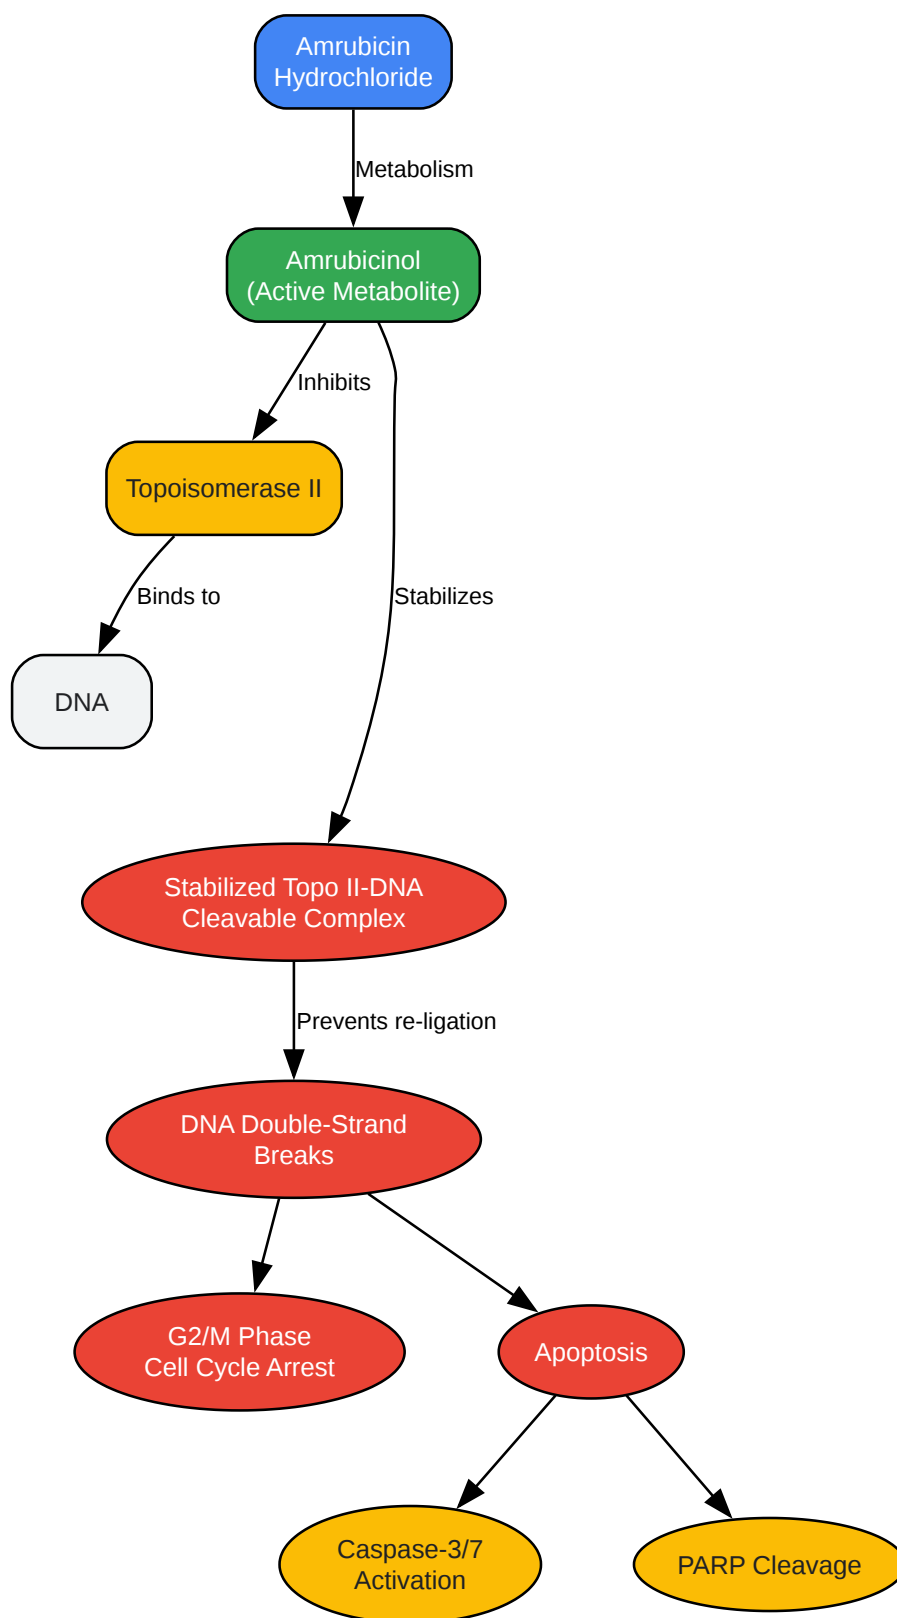 Amrubicin
Hydrochloride
Metabolism
Amrubicinol
(Active Metabolite)
Inhibits
Topoisomerase II
Binds to
Stabilizes
DNA
Stabilized Topo II-DNA
Cleavable Complex
Prevents re-ligation
DNA Double-Strand
Breaks
G2/M Phase
Cell Cycle Arrest
Apoptosis
Caspase-3/7
Activation
PARP Cleavage